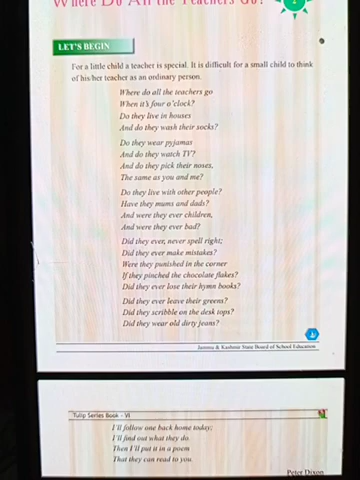 Where Do All the Teachers Go?
LET'S BEGIN
For a little child a teacher is special. It is difficult for a small child to think
of his/her teacher as an ordinary person.
Where do all the teachers go
When it's four o'clock?
Do they live in houses
And do they wash their socks?
Do they wear pyjamas
And do they watch TV?
And do they pick their noses,
The same as you and me?
Do they live with other people?
Have they mums and dads?
And were they ever children,
And were they ever bad?
Did they ever, never spell right;
Did they ever make mistakes?
Were they punished in the corner
If they pinched the chocolate flakes?
Did they ever lose their hymn books?
Did they ever leave their greens?
Did they scribble on the desk tops?
Did they wear old dirty jeans?
Jammu & Kashmir State Board of School Education
Tulip Series Book - VI
I'll follow one back home today;
I'll find out what they do.
Then I'll put it in a poem
That they can read to you.
Peter Dixon